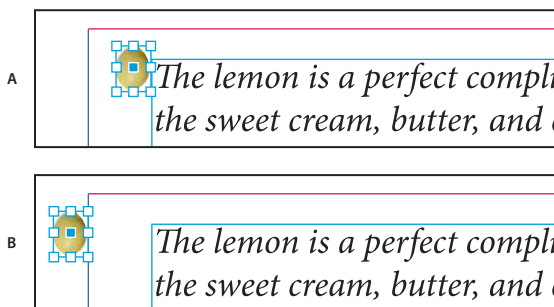 A
The lemon is a perfect compli
the sweet cream, butter, and
B
The lemon is a perfect compli
the sweet cream, butter, and